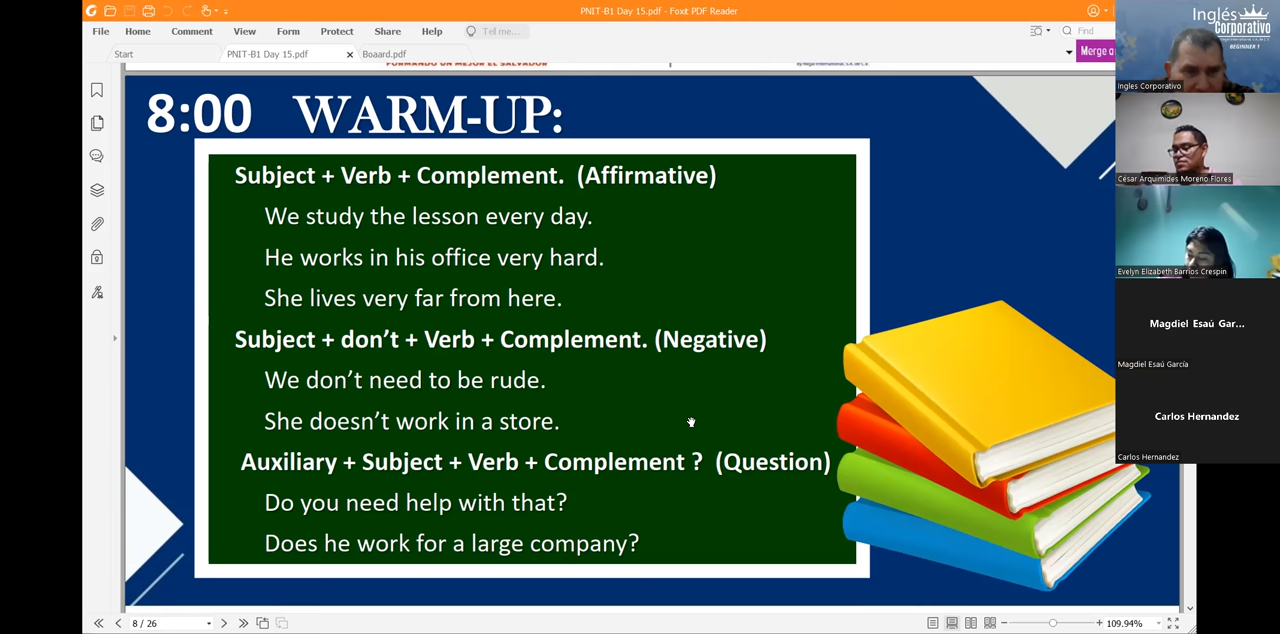 PNIT-B1 Day 15.pdf - Foxit PDF Reader
File Home Comment View Form Protect Share Help Tell me... Find
Start PNIT-B1 Day 15.pdf Boaard.pdf Merge a
FORMANDO UN MEJOR EL SALVADOR
8:00 WARM-UP:
Subject + Verb + Complement. (Affirmative)
We study the lesson every day.
He works in his office very hard.
She lives very far from here.
Subject + don't + Verb + Complement. (Negative)
We don't need to be rude.
She doesn't work in a store.
Auxiliary + Subject + Verb + Complement ? (Question)
Do you need help with that?
Does he work for a large company?
8 / 26
109.94%
Inglés
Corporativo
BEGINNER 1
Ingles Corporativo
César Arquimides Moreno Flores
Evelyn Elizabeth Barrios Crespin
Magdiel Esaú Gar...
Magdiel Esaú García
Carlos Hernandez
Carlos Hernandez